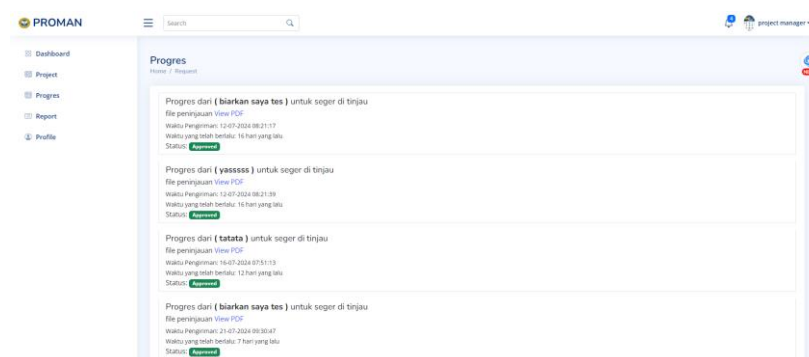 PROMAN
Search
project manager
Dashboard
Project
Progres
Report
Profile
Progres
Home / Request
Progres dari ( biarkan saya tes ) untuk seger di tinjau
file peninjauan View PDF
Waktu Pengiriman: 12-07-2024 08:21:17
Waktu yang telah berlalu: 16 hari yang lalu
Status: Approved
Progres dari ( yasssss ) untuk seger di tinjau
file peninjauan View PDF
Waktu Pengiriman: 12-07-2024 08:21:39
Waktu yang telah berlalu: 16 hari yang lalu
Status: Approved
Progres dari ( tatata ) untuk seger di tinjau
file peninjauan View PDF
Waktu Pengiriman: 16-07-2024 07:51:13
Waktu yang telah berlalu: 12 hari yang lalu
Status: Approved
Progres dari ( biarkan saya tes ) untuk seger di tinjau
file peninjauan View PDF
Waktu Pengiriman: 21-07-2024 09:30:47
Waktu yang telah berlalu: 7 hari yang lalu
Status: Approved